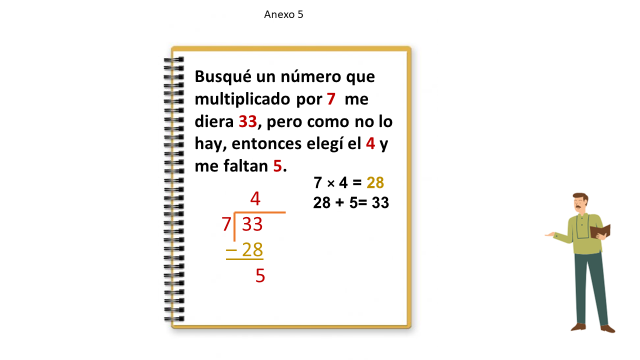 Anexo 5
Busqué un número que
multiplicado por 7 me
diera 33, pero como no lo
hay, entonces elegí el 4 y
me faltan 5.
7 × 4 = 28
28 + 5= 33
4
7 33
– 28
5